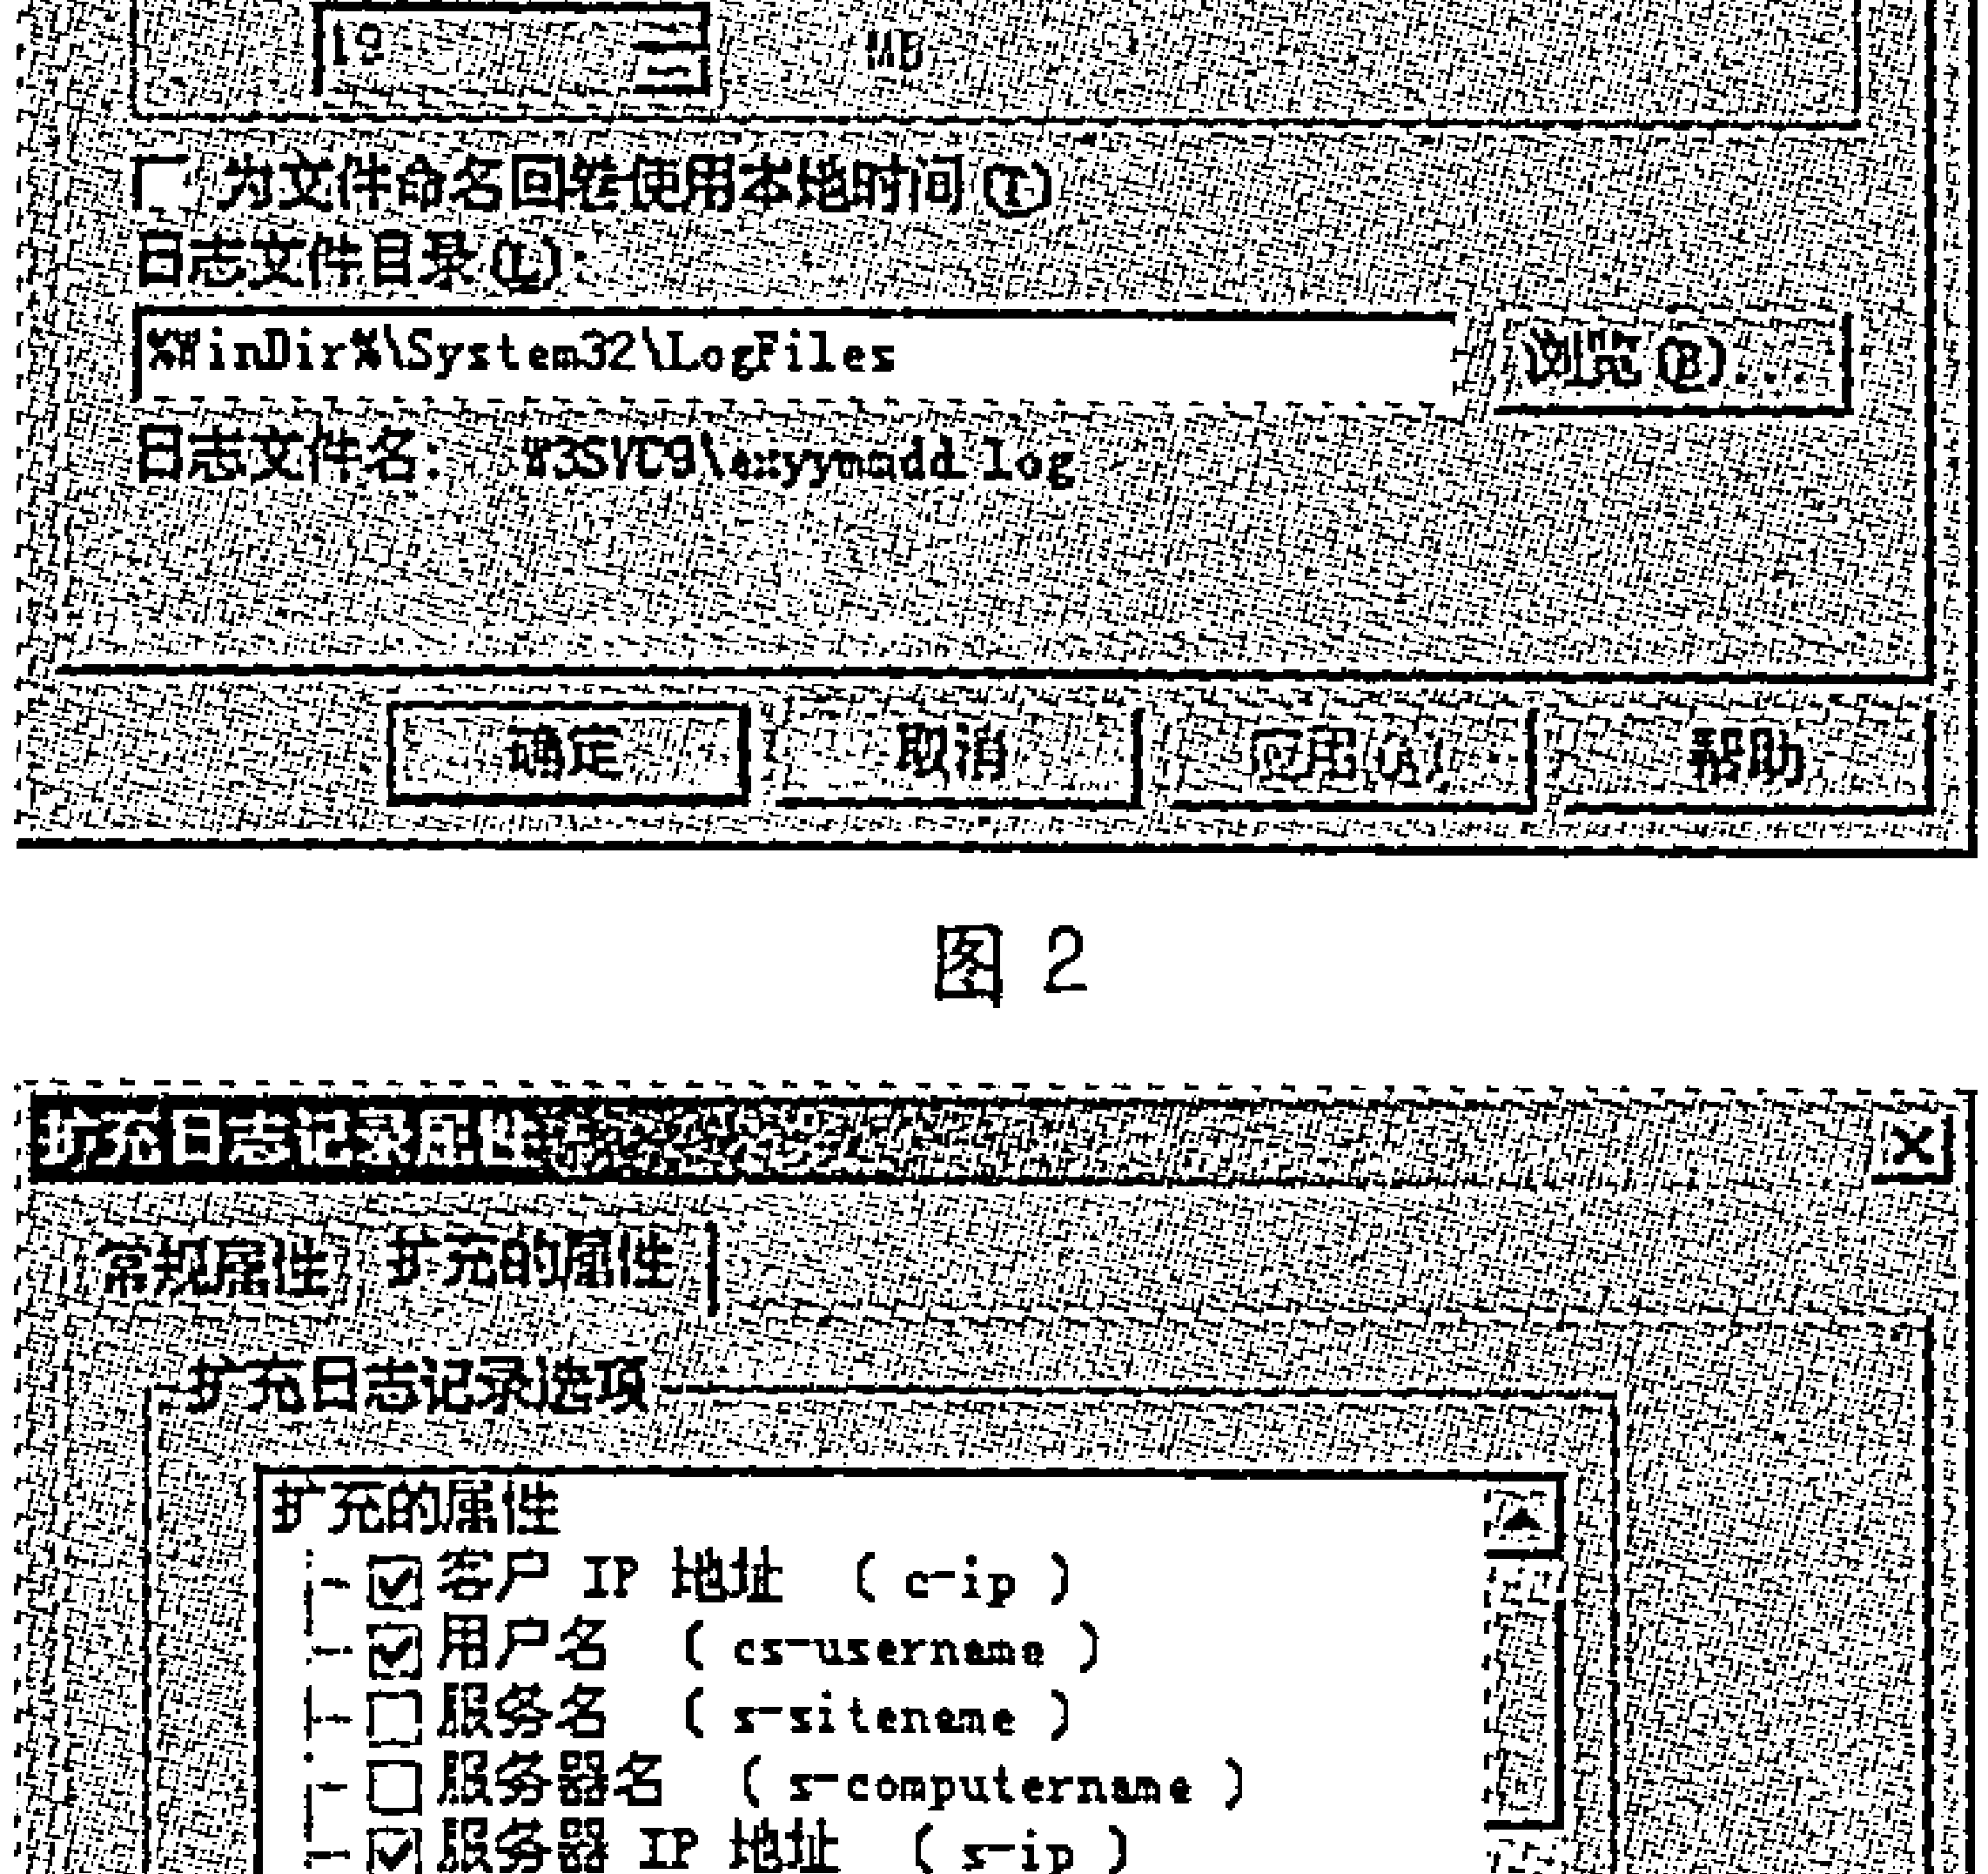 19 MB
为文件命名回卷使用本地时间(T)
日志文件目录(L):
%WinDir%\System32\LogFiles 浏览(B)...
日志文件名: W3SVC9\exyymmdd.log
确定 取消 应用(A) 帮助
图 2
扩充日志记录属性
常规属性 扩充的属性
扩充日志记录选项
扩充的属性
客户 IP 地址 ( c-ip )
用户名 ( cs-username )
服务名 ( s-sitename )
服务器名 ( s-computername )
服务器 IP 地址 ( s-ip )